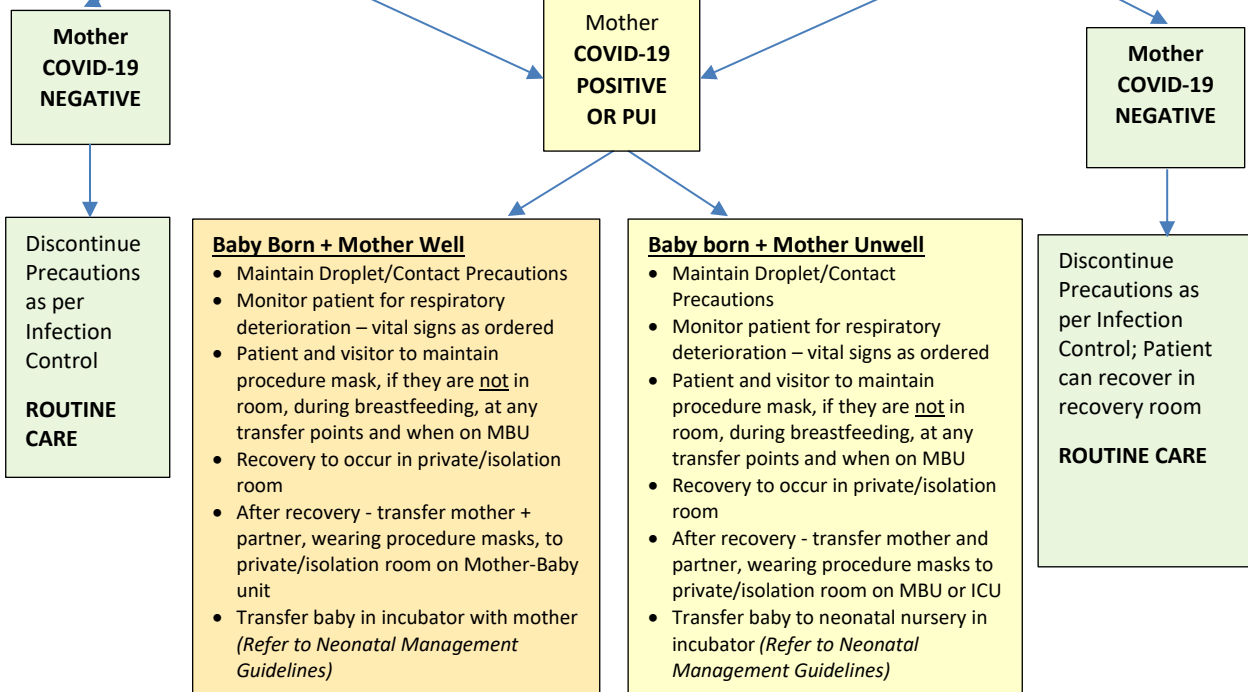 Mother
COVID-19
NEGATIVE
Mother
COVID-19
POSITIVE
OR PUI
Mother
COVID-19
NEGATIVE
Discontinue
Precautions
as per
Infection
Control
ROUTINE
CARE
Baby Born + Mother Well
• Maintain Droplet/Contact Precautions
• Monitor patient for respiratory
deterioration – vital signs as ordered
• Patient and visitor to maintain
procedure mask, if they are not in
room, during breastfeeding, at any
transfer points and when on MBU
• Recovery to occur in private/isolation
room
• After recovery - transfer mother +
partner, wearing procedure masks, to
private/isolation room on Mother-Baby
unit
• Transfer baby in incubator with mother
(Refer to Neonatal Management
Guidelines)
Baby born + Mother Unwell
• Maintain Droplet/Contact
Precautions
• Monitor patient for respiratory
deterioration – vital signs as ordered
• Patient and visitor to maintain
procedure mask, if they are not in
room, during breastfeeding, at any
transfer points and when on MBU
• Recovery to occur in private/isolation
room
• After recovery - transfer mother and
partner, wearing procedure masks to
private/isolation room on MBU or ICU
• Transfer baby to neonatal nursery in
incubator (Refer to Neonatal
Management Guidelines)
Discontinue
Precautions as
per Infection
Control; Patient
can recover in
recovery room
ROUTINE CARE